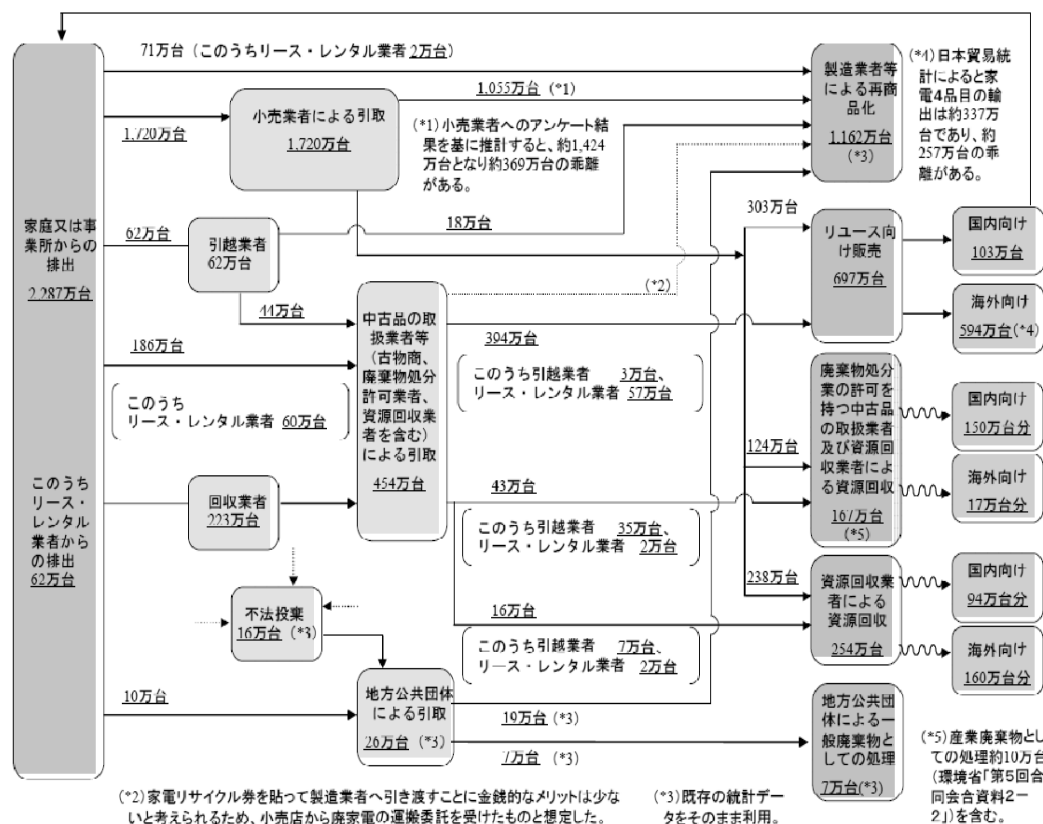 71万台（このうちリース・レンタル業者 2万台）
1,055万台（*1）
製造業者等
による再商
品化
1,162万台
（*3）
（*4）日本貿易統
計によると家
電4品目の輸
出は約337万
台であり、約
257万台の乖
離がある。
1,720万台
小売業者による引取
1,720万台
（*1）小売業者へのアンケート結
果を基に推計すると、約1,424
万台となり約369万台の乖離
がある。
家庭又は事
業所からの
排出
2,287万台
62万台
引越業者
62万台
18万台
303万台
リユース向
け販売
697万台
国内向け
103万台
海外向け
594万台（*4）
（*2）
44万台
中古品の取
扱業者等
（古物商、
廃棄物処分
許可業者、
資源回収業
者を含む）
による引取
454万台
394万台
このうち引越業者 3万台、
リース・レンタル業者 57万台
186万台
このうち
リース・レンタル業者 60万台
廃棄物処分
業の許可を
持つ中古品
の取扱業者
及び資源回
収業者によ
る資源回収
167万台
（*5）
124万台
国内向け
150万台分
海外向け
17万台分
このうち
リース・
レンタル
業者から
の排出
62万台
回収業者
223万台
43万台
このうち引越業者 35万台、
リース・レンタル業者 2万台
238万台
資源回収業
者による
資源回収
254万台
国内向け
94万台分
海外向け
160万台分
不法投棄
16万台（*3）
16万台
このうち引越業者 7万台、
リース・レンタル業者 2万台
10万台
地方公共団体
による引取
26万台（*3）
19万台（*3）
7万台（*3）
地方公共団
体による一
般廃棄物と
しての処理
7万台（*3）
（*5）産業廃棄物とし
ての処理約10万台
（環境省「第5回合
同会合資料2－
2」）を含む。
（*2）家電リサイクル券を貼って製造業者へ引き渡すことに金銭的なメリットは少な
いと考えられるため、小売店から廃家電の運搬委託を受けたものと想定した。
（*3）既存の統計デー
タをそのまま利用。